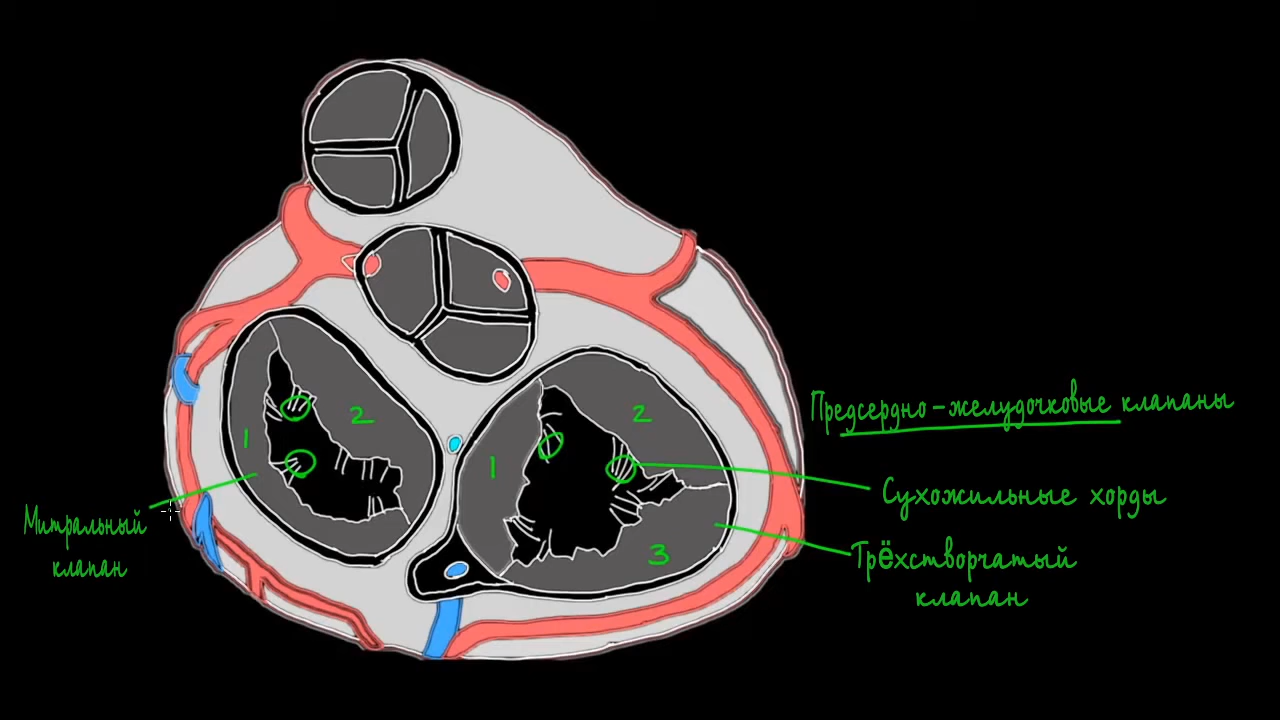 Предсердно-желудочковые клапаны
2
2
1
1
Сухожильные хорды
Митральный
клапан
3
Трёхстворчатый
клапан